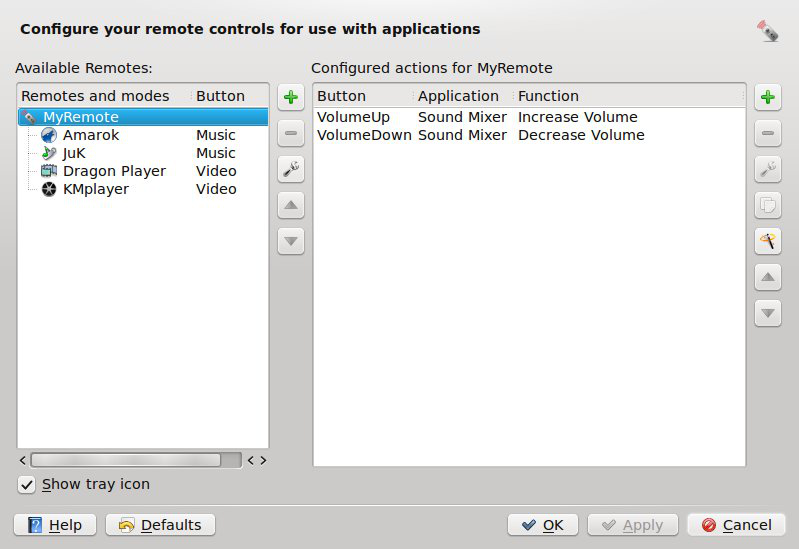 Configure your remote controls for use with applications
Available Remotes:
Remotes and modes Button
MyRemote
Amarok Music
JuK Music
Dragon Player Video
KMplayer Video
Show tray icon
Configured actions for MyRemote
Button Application Function
VolumeUp Sound Mixer Increase Volume
VolumeDown Sound Mixer Decrease Volume
Help Defaults OK Apply Cancel